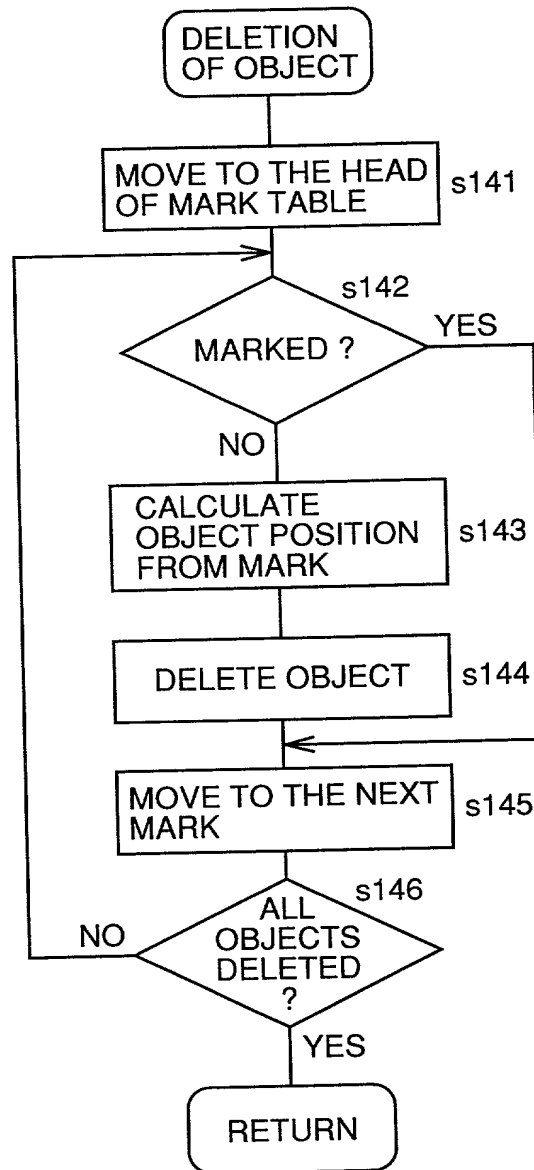 DELETION
OF OBJECT
MOVE TO THE HEAD
OF MARK TABLE
s141
s142
MARKED ?
YES
NO
CALCULATE
OBJECT POSITION
FROM MARK
s143
DELETE OBJECT
s144
MOVE TO THE NEXT
MARK
s145
s146
ALL
OBJECTS
DELETED
?
NO
YES
RETURN